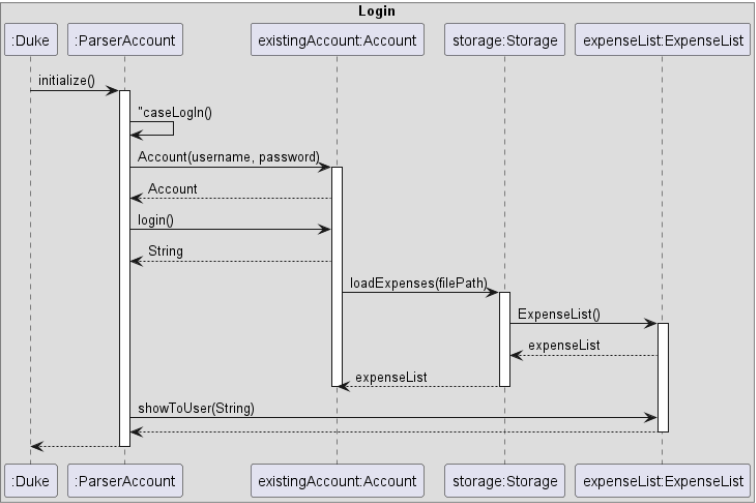 Login
:Duke :ParserAccount existingAccount:Account storage:Storage expenseList:ExpenseList
initialize()
"caseLogIn()
Account(username, password)
Account
login()
String
loadExpenses(filePath)
ExpenseList()
expenseList
expenseList
showToUser(String)
:Duke :ParserAccount existingAccount:Account storage:Storage expenseList:ExpenseList